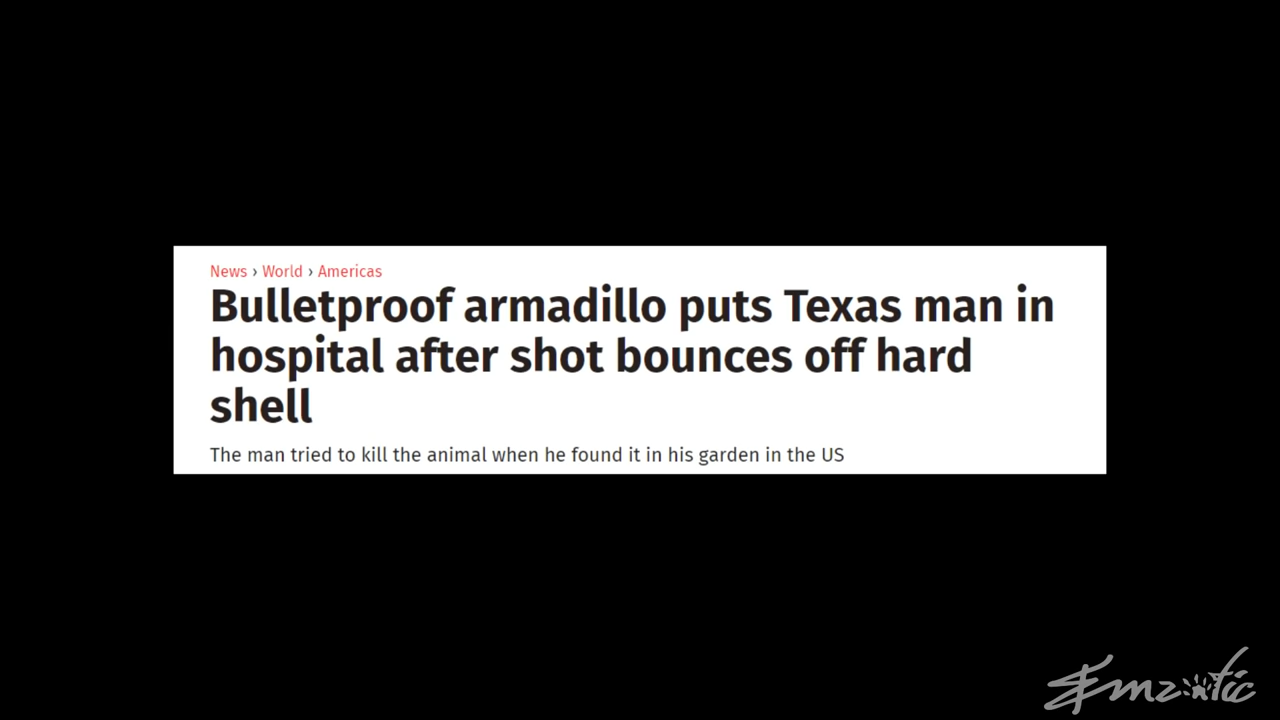 News › World › Americas
Bulletproof armadillo puts Texas man in
hospital after shot bounces off hard
shell
The man tried to kill the animal when he found it in his garden in the US